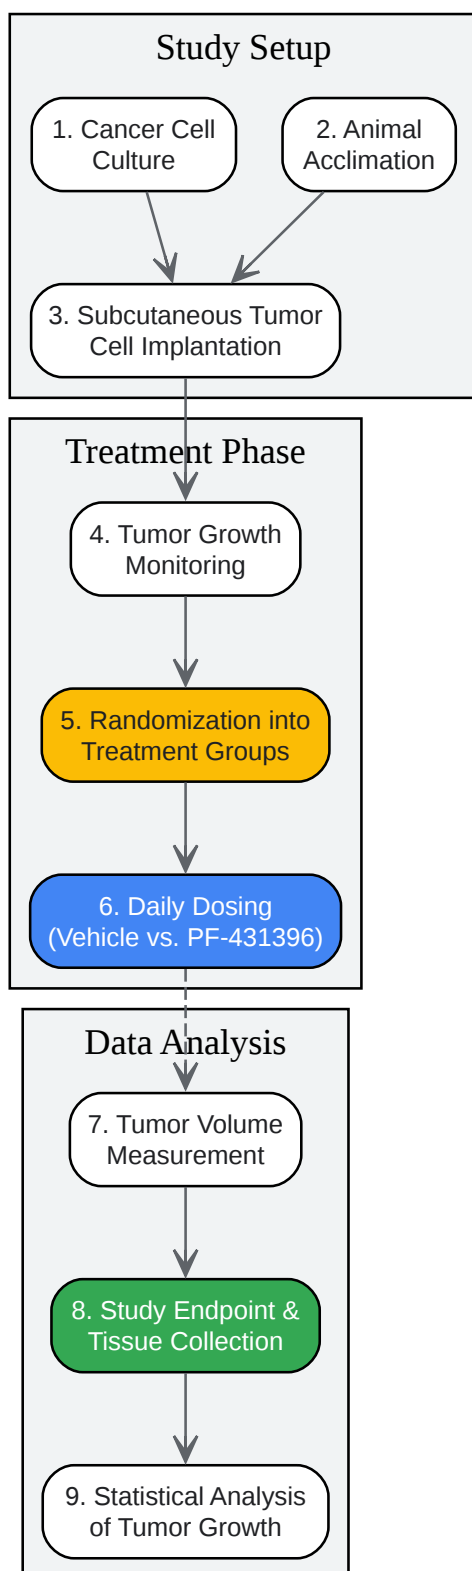 Study Setup
1. Cancer Cell
Culture
2. Animal
Acclimation
3. Subcutaneous Tumor
Cell Implantation
Treatment Phase
4. Tumor Growth
Monitoring
5. Randomization into
Treatment Groups
6. Daily Dosing
(Vehicle vs. PF-431396)
Data Analysis
7. Tumor Volume
Measurement
8. Study Endpoint &
Tissue Collection
9. Statistical Analysis
of Tumor Growth